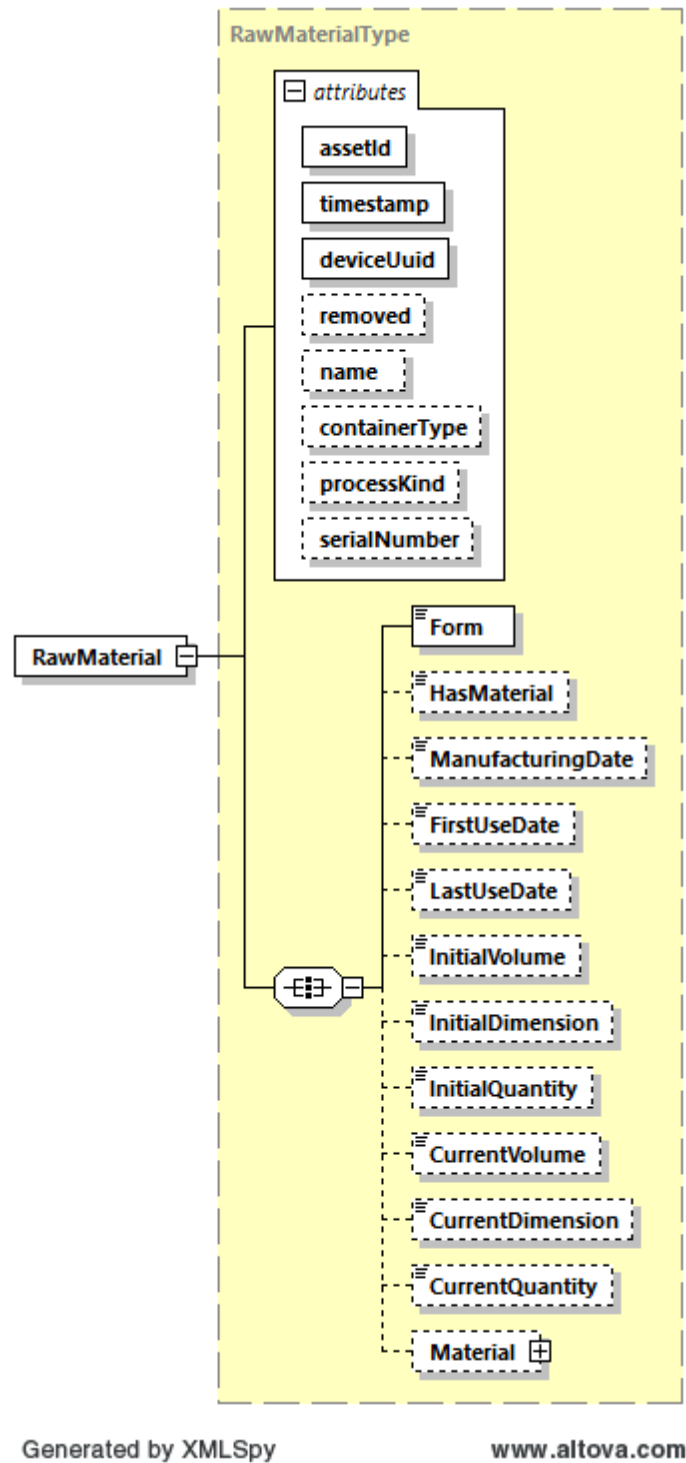 RawMaterialType
attributes
assetId
timestamp
deviceUuid
removed
name
containerType
processKind
serialNumber
RawMaterial
Form
HasMaterial
ManufacturingDate
FirstUseDate
LastUseDate
InitialVolume
InitialDimension
InitialQuantity
CurrentVolume
CurrentDimension
CurrentQuantity
Material
Generated by XMLSpy
www.altova.com